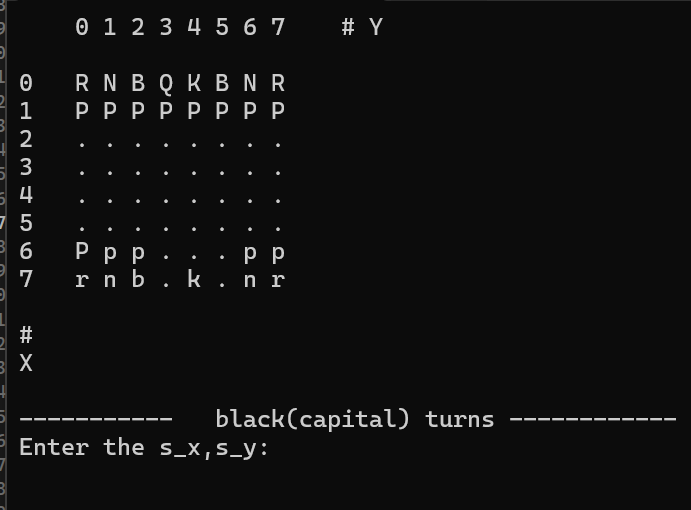 0 1 2 3 4 5 6 7    # Y
0   R N B Q K B N R
1   P P P P P P P P
2   . . . . . . . .
3   . . . . . . . .
4   . . . . . . . .
5   . . . . . . . .
6   P p p . . . p p
7   r n b . k . n r
#
X
-----------   black(capital) turns ------------
Enter the s_x,s_y: